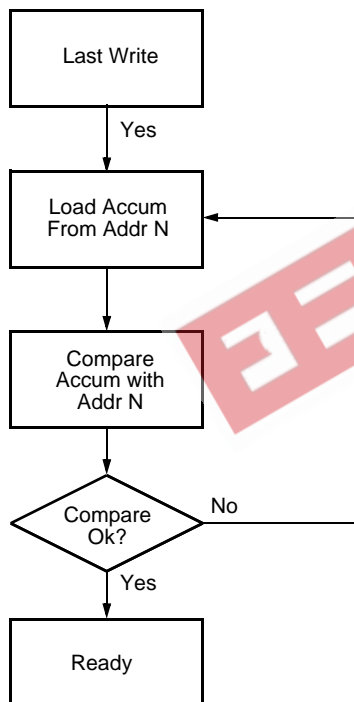 Last Write
Yes
Load Accum
From Addr N
Compare
Accum with
Addr N
Compare
Ok?
No
Yes
Ready